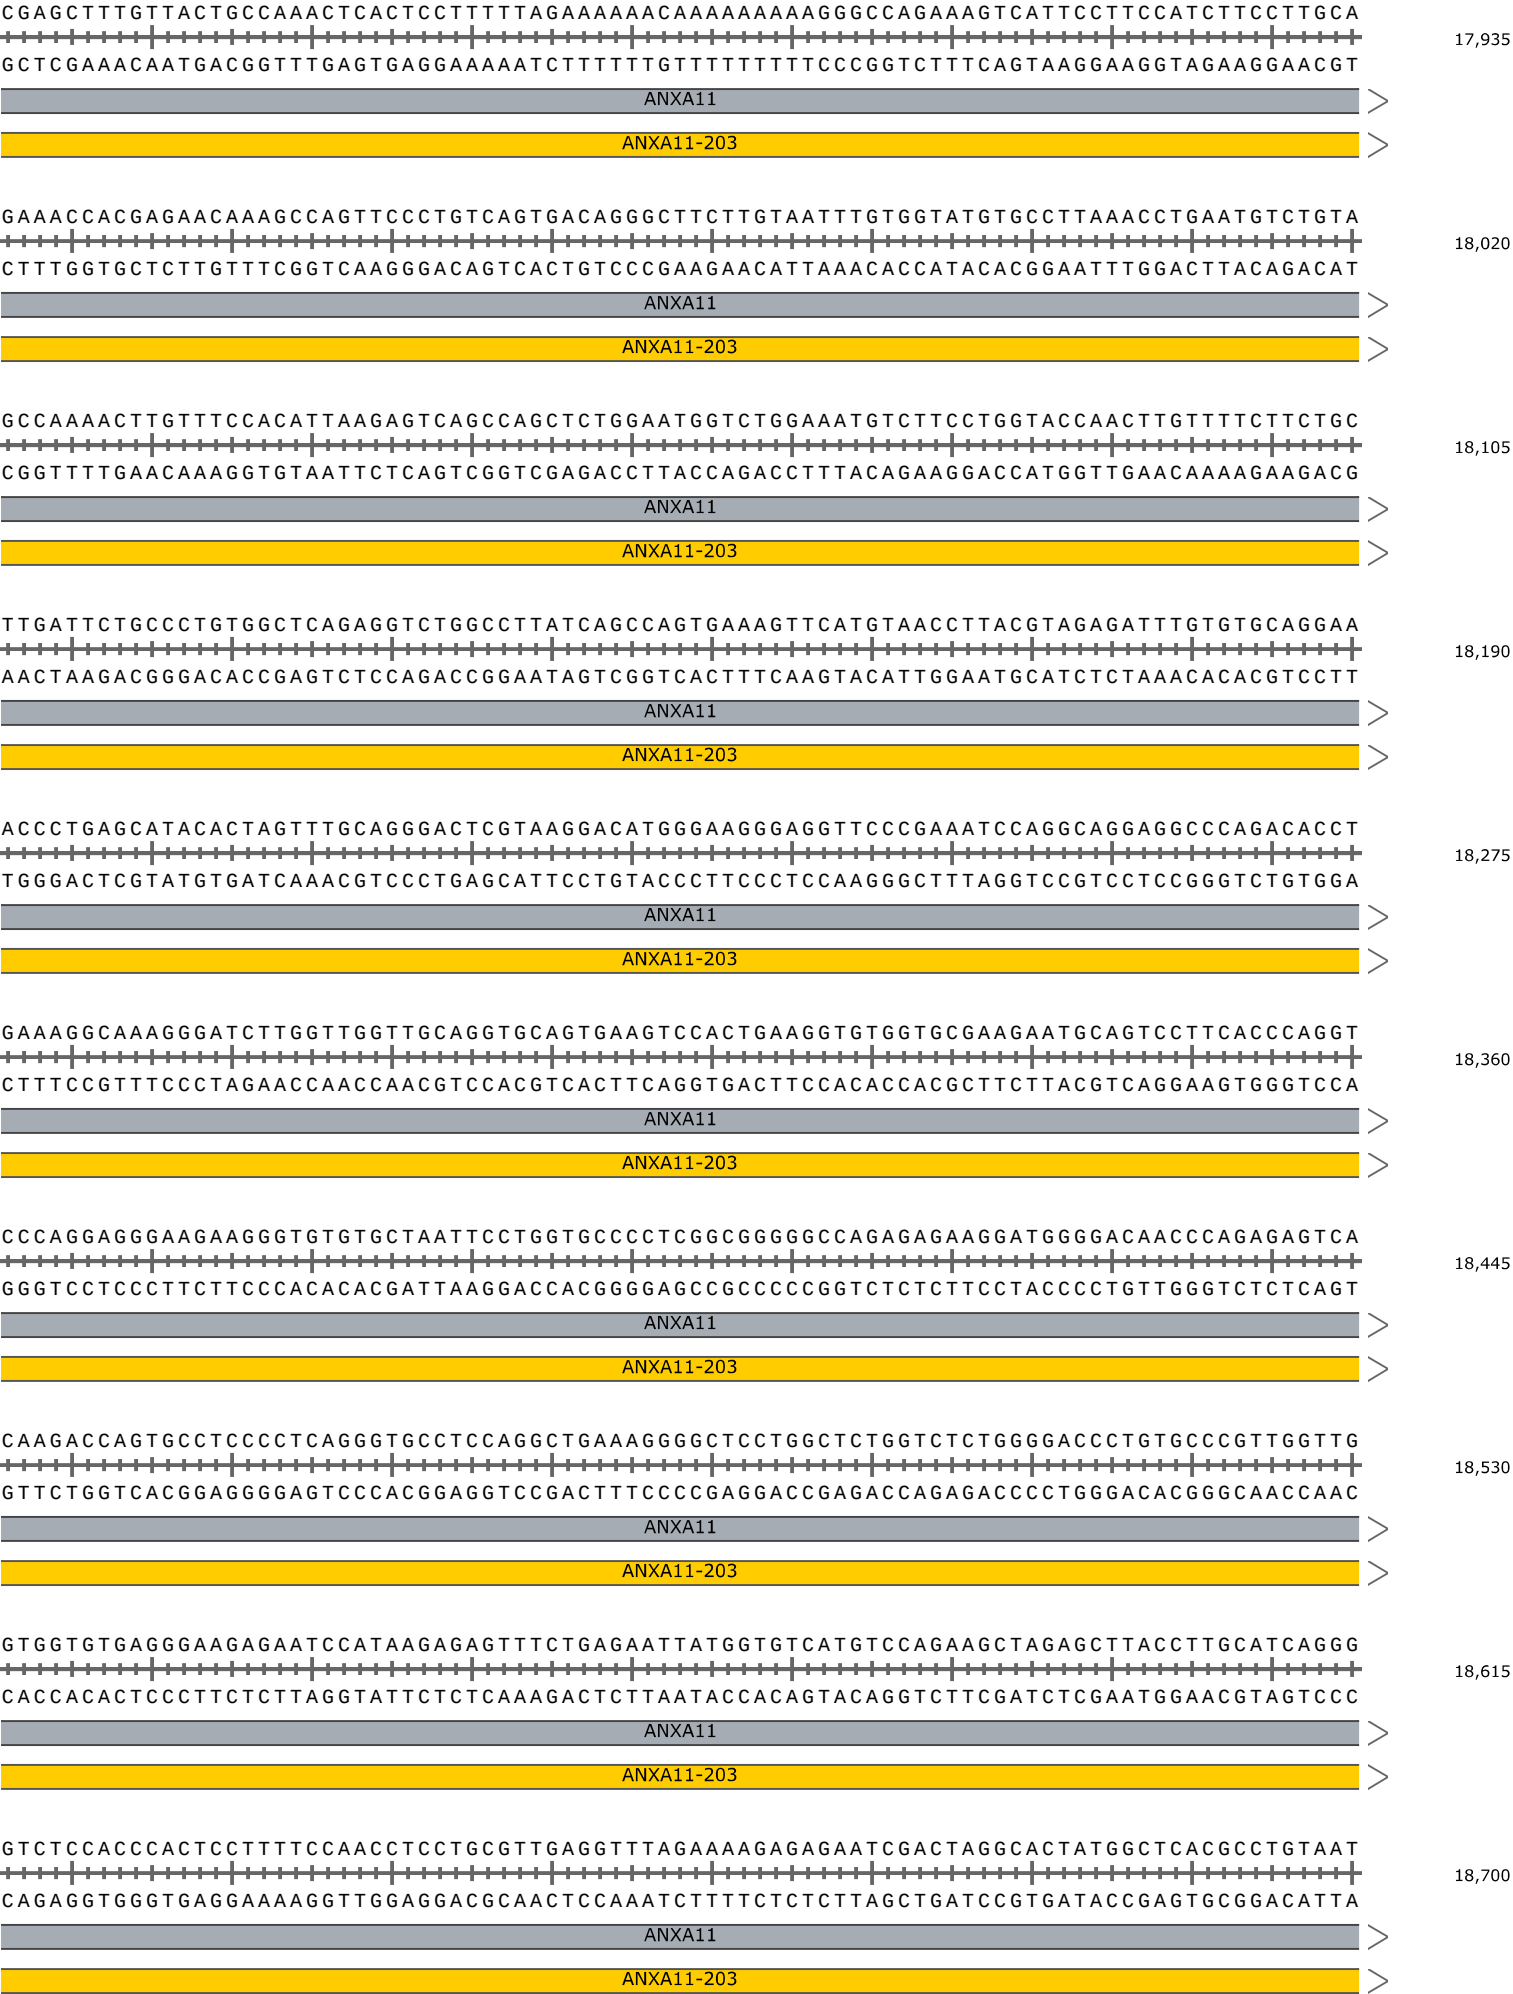 CGAGCTTTGTTACTGCCAAACTCACTCCTTTTTAGAAAAAACAAAAAAAAAGGGCCAGAAAGTCATTCCTTCCATCTTCCTTGCA
17,935
GCTCGAAACAATGACGGTTTGAGTGAGGAAAAATCTTTTTTGTTTTTTTTTCCCGGTCTTTCAGTAAGGAAGGTAGAAGGAACGT
ANXA11
ANXA11-203
GAAACCACGAGAACAAAGCCAGTTCCCTGTCAGTGACAGGGCTTCTTGTAATTTGTGGTATGTGCCTTAAACCTGAATGTCTGTA
18,020
CTTTGGTGCTCTTGTTTCGGTCAAGGGACAGTCACTGTCCCGAAGAACATTAAACACCATACACGGAATTTGGACTTACAGACAT
ANXA11
ANXA11-203
GCCAAAACTTGTTTCCACATTAAGAGTCAGCCAGCTCTGGAATGGTCTGGAAATGTCTTCCTGGTACCAACTTGTTTTCTTCTGC
18,105
CGGTTTTGAACAAAGGTGTAATTCTCAGTCGGTCGAGACCTTACCAGACCTTTACAGAAGGACCATGGTTGAACAAAAGAAGACG
ANXA11
ANXA11-203
TTGATTCTGCCCTGTGGCTCAGAGGTCTGGCCTTATCAGCCAGTGAAAGTTCATGTAACCTTACGTAGAGATTTGTGTGCAGGAA
18,190
AACTAAGACGGGACACCGAGTCTCCAGACCGGAATAGTCGGTCACTTTCAAGTACATTGGAATGCATCTCTAAACACACGTCCTT
ANXA11
ANXA11-203
ACCCTGAGCATACACTAGTTTGCAGGGACTCGTAAGGACATGGGAAGGGAGGTTCCCGAAATCCAGGCAGGAGGCCCAGACACCT
18,275
TGGGACTCGTATGTGATCAAACGTCCCTGAGCATTCCTGTACCCTTCCCTCCAAGGGCTTTAGGTCCGTCCTCCGGGTCTGTGGA
ANXA11
ANXA11-203
GAAAGGCAAAGGGATCTTGGTTGGTTGCAGGTGCAGTGAAGTCCACTGAAGGTGTGGTGCGAAGAATGCAGTCCTTCACCCAGGT
18,360
CTTTCCGTTTCCCTAGAACCAACCAACGTCCACGTCACTTCAGGTGACTTCCACACCACGCTTCTTACGTCAGGAAGTGGGTCCA
ANXA11
ANXA11-203
CCCAGGAGGGAAGAAGGGTGTGTGCTAATTCCTGGTGCCCCTCGGCGGGGGCCAGAGAGAAGGATGGGGACAACCCAGAGAGTCA
18,445
GGGTCCTCCCTTCTTCCCACACACGATTAAGGACCACGGGGAGCCGCCCCCGGTCTCTCTTCCTACCCCTGTTGGGTCTCTCAGT
ANXA11
ANXA11-203
CAAGACCAGTGCCTCCCCTCAGGGTGCCTCCAGGCTGAAAGGGGCTCCTGGCTCTGGTCTCTGGGGACCCTGTGCCCGTTGGTTG
18,530
GTTCTGGTCACGGAGGGGAGTCCCACGGAGGTCCGACTTTCCCCGAGGACCGAGACCAGAGACCCCTGGGACACGGGCAACCAAC
ANXA11
ANXA11-203
GTGGTGTGAGGGAAGAGAATCCATAAGAGAGTTTCTGAGAATTATGGTGTCATGTCCAGAAGCTAGAGCTTACCTTGCATCAGGG
18,615
CACCACACTCCCTTCTCTTAGGTATTCTCTCAAAGACTCTTAATACCACAGTACAGGTCTTCGATCTCGAATGGAACGTAGTCCC
ANXA11
ANXA11-203
GTCTCCACCCACTCCTTTTCCAACCTCCTGCGTTGAGGTTTAGAAAAGAGAGAATCGACTAGGCACTATGGCTCACGCCTGTAAT
18,700
CAGAGGTGGGTGAGGAAAAGGTTGGAGGACGCAACTCCAAATCTTTTCTCTCTTAGCTGATCCGTGATACCGAGTGCGGACATTA
ANXA11
ANXA11-203